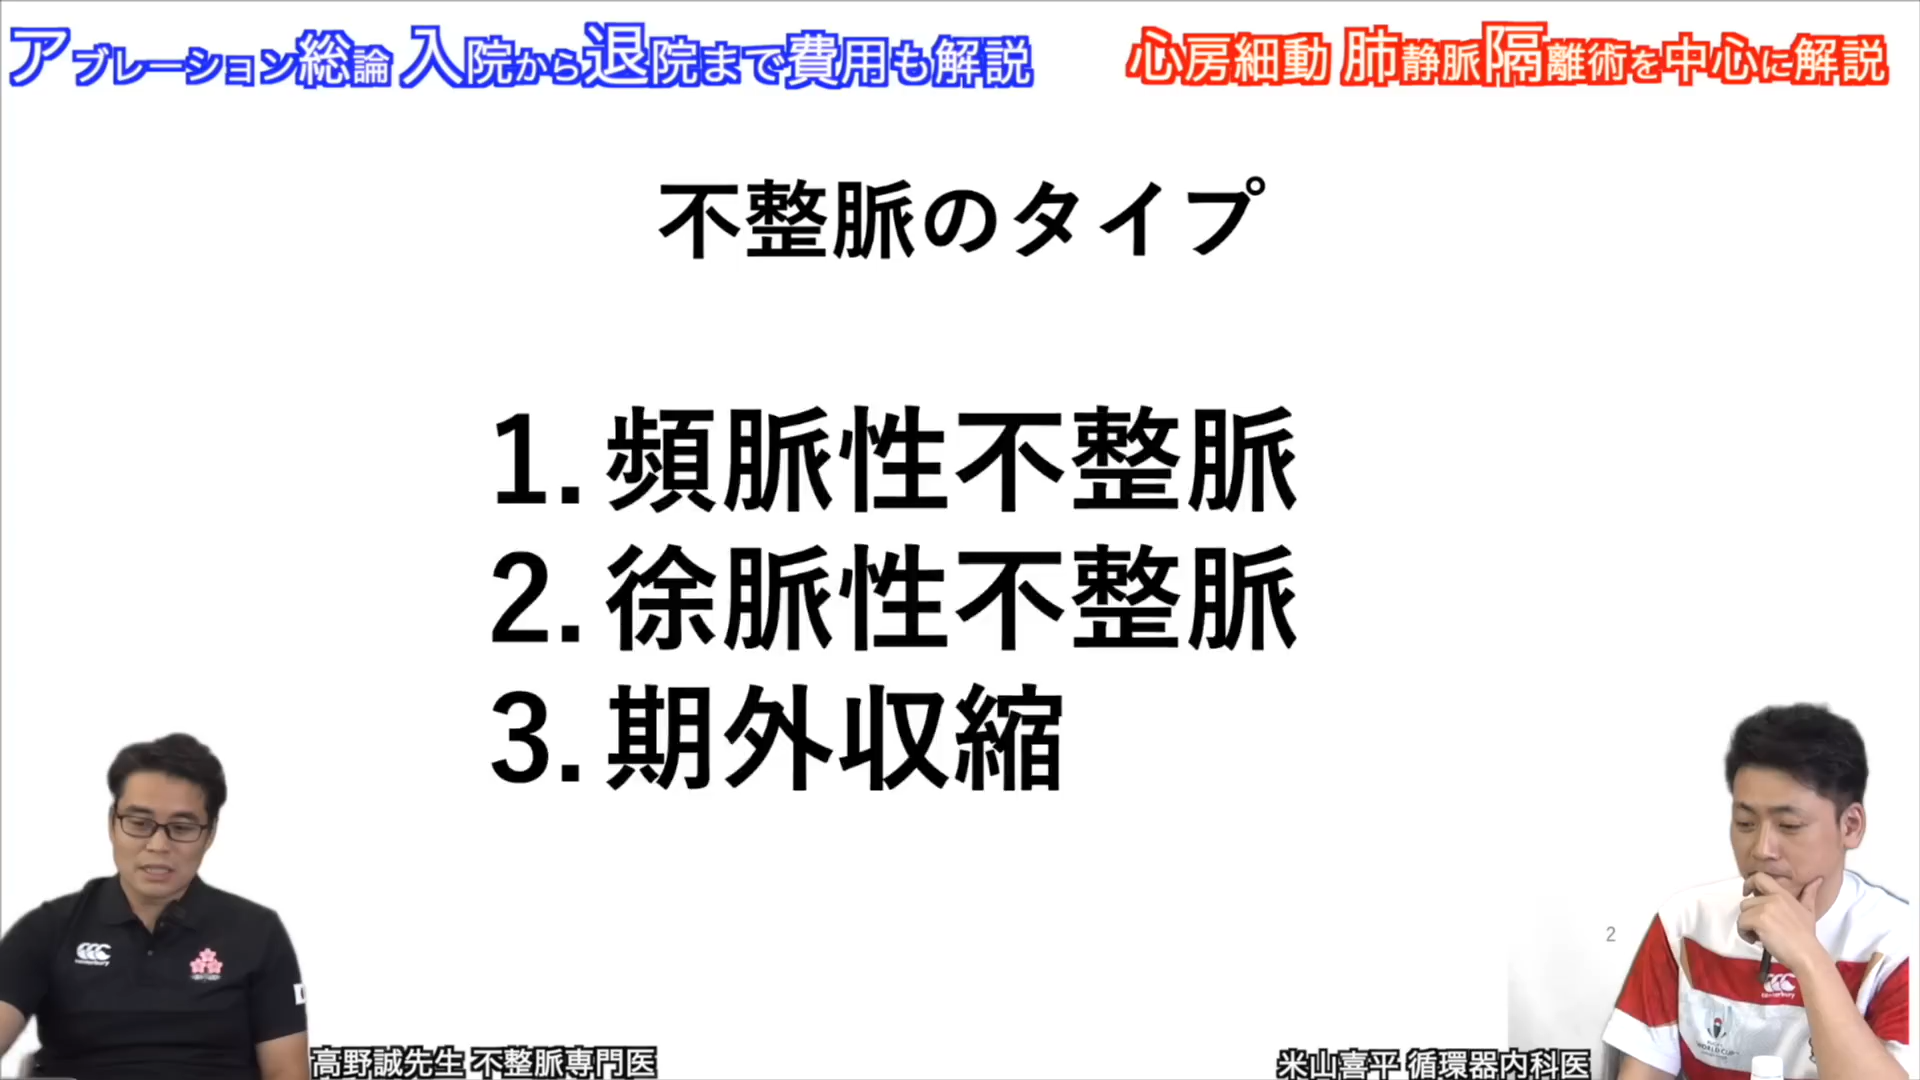 アブレーション総論 入院から退院まで費用も解説
心房細動 肺静脈隔離術を中心に解説
不整脈のタイプ
1. 頻脈性不整脈
2. 徐脈性不整脈
3. 期外収縮
2
canterbury
canterbury
WORLD CUP
高野誠先生 不整脈専門医
米山喜平 循環器内科医